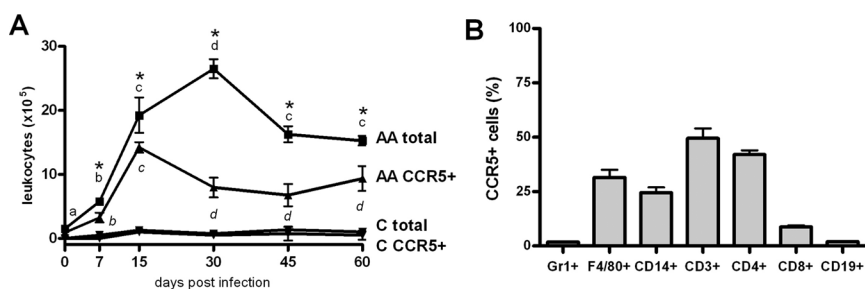 A
leukocytes (x10⁵)
30
20
10
0
a
*
b
b
*
c
c
*
d
d
*
c
d
*
c
d
AA total
AA CCR5+
C total
C CCR5+
0 7 15 30 45 60
days post infection
B
CCR5+ cells (%)
100
75
50
25
0
Gr1+ F4/80+ CD14+ CD3+ CD4+ CD8+ CD19+